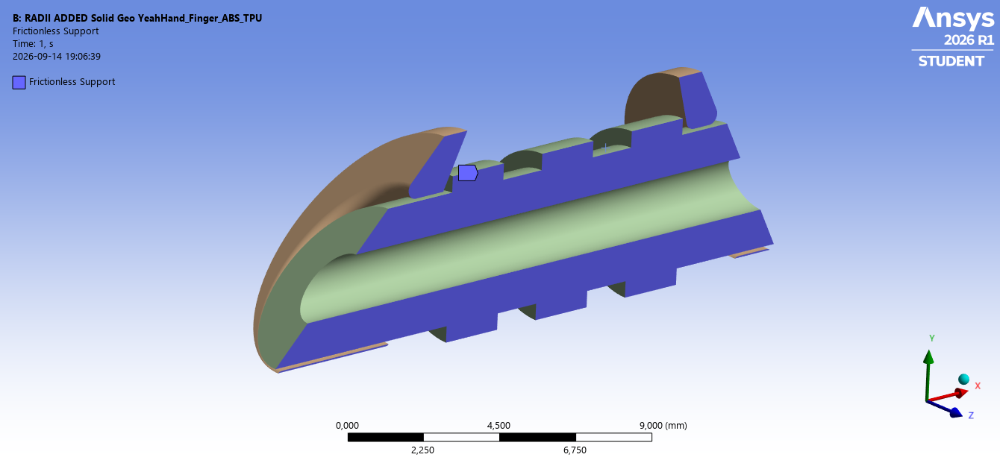 B: RADII ADDED Solid Geo YeahHand_Finger_ABS_TPU
Frictionless Support
Time: 1, s
2026-09-14 19:06:39
Frictionless Support
Ansys
2026 R1
STUDENT
Y
X
Z
0,000 4,500 9,000 (mm)
2,250 6,750